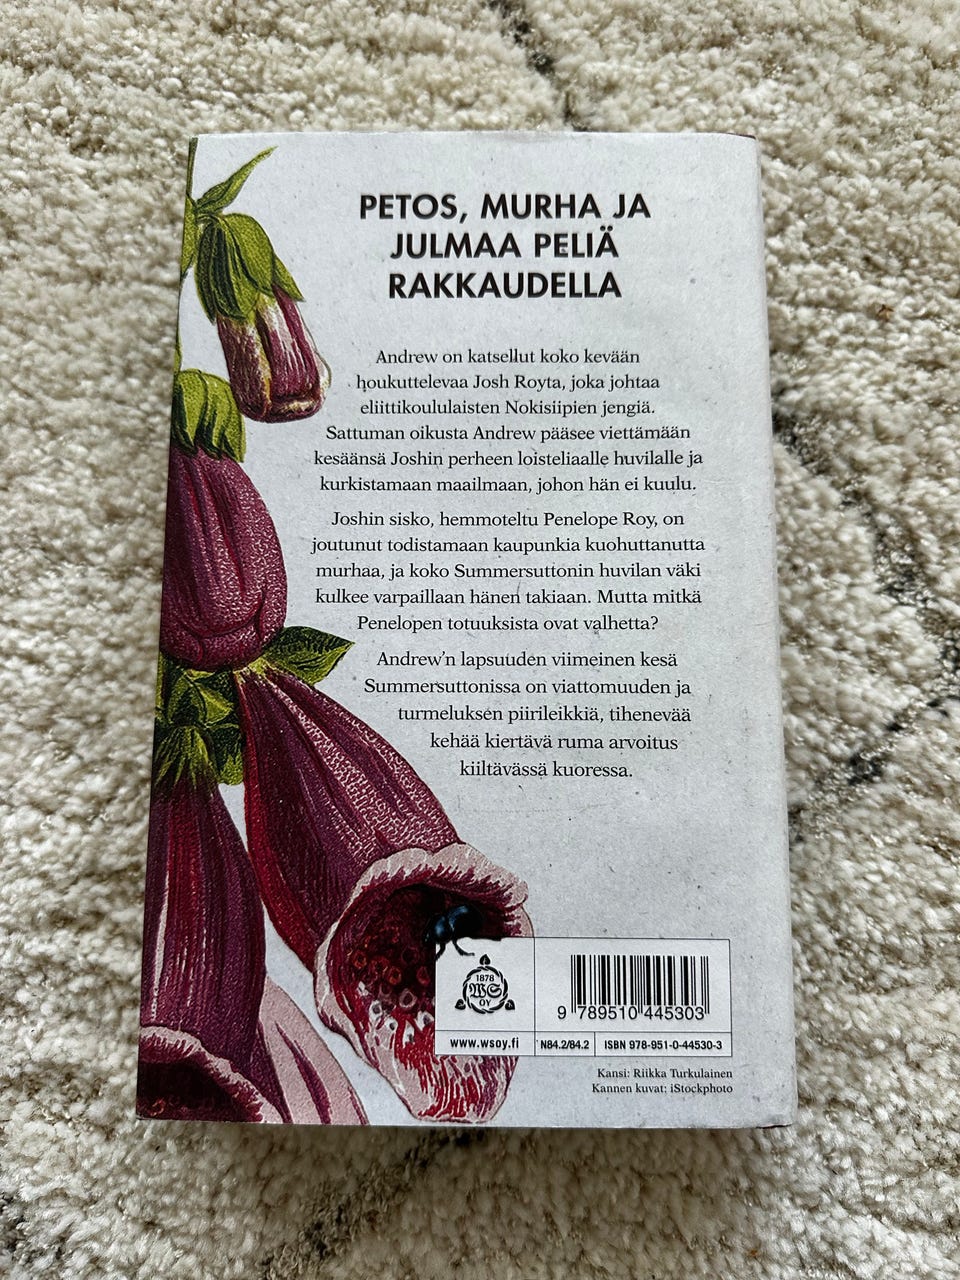 PETOS, MURHA JA
JULMAA PELIÄ
RAKKAUDELLA
Andrew on katsellut koko kevään
houkuttelevaa Josh Royta, joka johtaa
eliittikoululaisten Nokisiipien jengiä.
Sattuman oikusta Andrew pääsee viettämään
kesäänsä Joshin perheen loisteliaalle huvilalle ja
kurkistamaan maailmaan, johon hän ei kuulu.
Joshin sisko, hemmoteltu Penelope Roy, on
joutunut todistamaan kaupunkia kuohuttanutta
murhaa, ja koko Summersuttonin huvilan väki
kulkee varpaillaan hänen takiaan. Mutta mitkä
Penelopen totuuksista ovat valhetta?
Andrew'n lapsuuden viimeinen kesä
Summersuttonissa on viattomuuden ja
turmeluksen piirileikkiä, tihenevää
kehää kiertävä ruma arvoitus
kiiltävässä kuoressa.
1878
WS
OY
9 789510 445303
www.wsoy.fi
N84.2/84.2
ISBN 978-951-0-44530-3
Kansi: Riikka Turkulainen
Kannen kuvat: iStockphoto